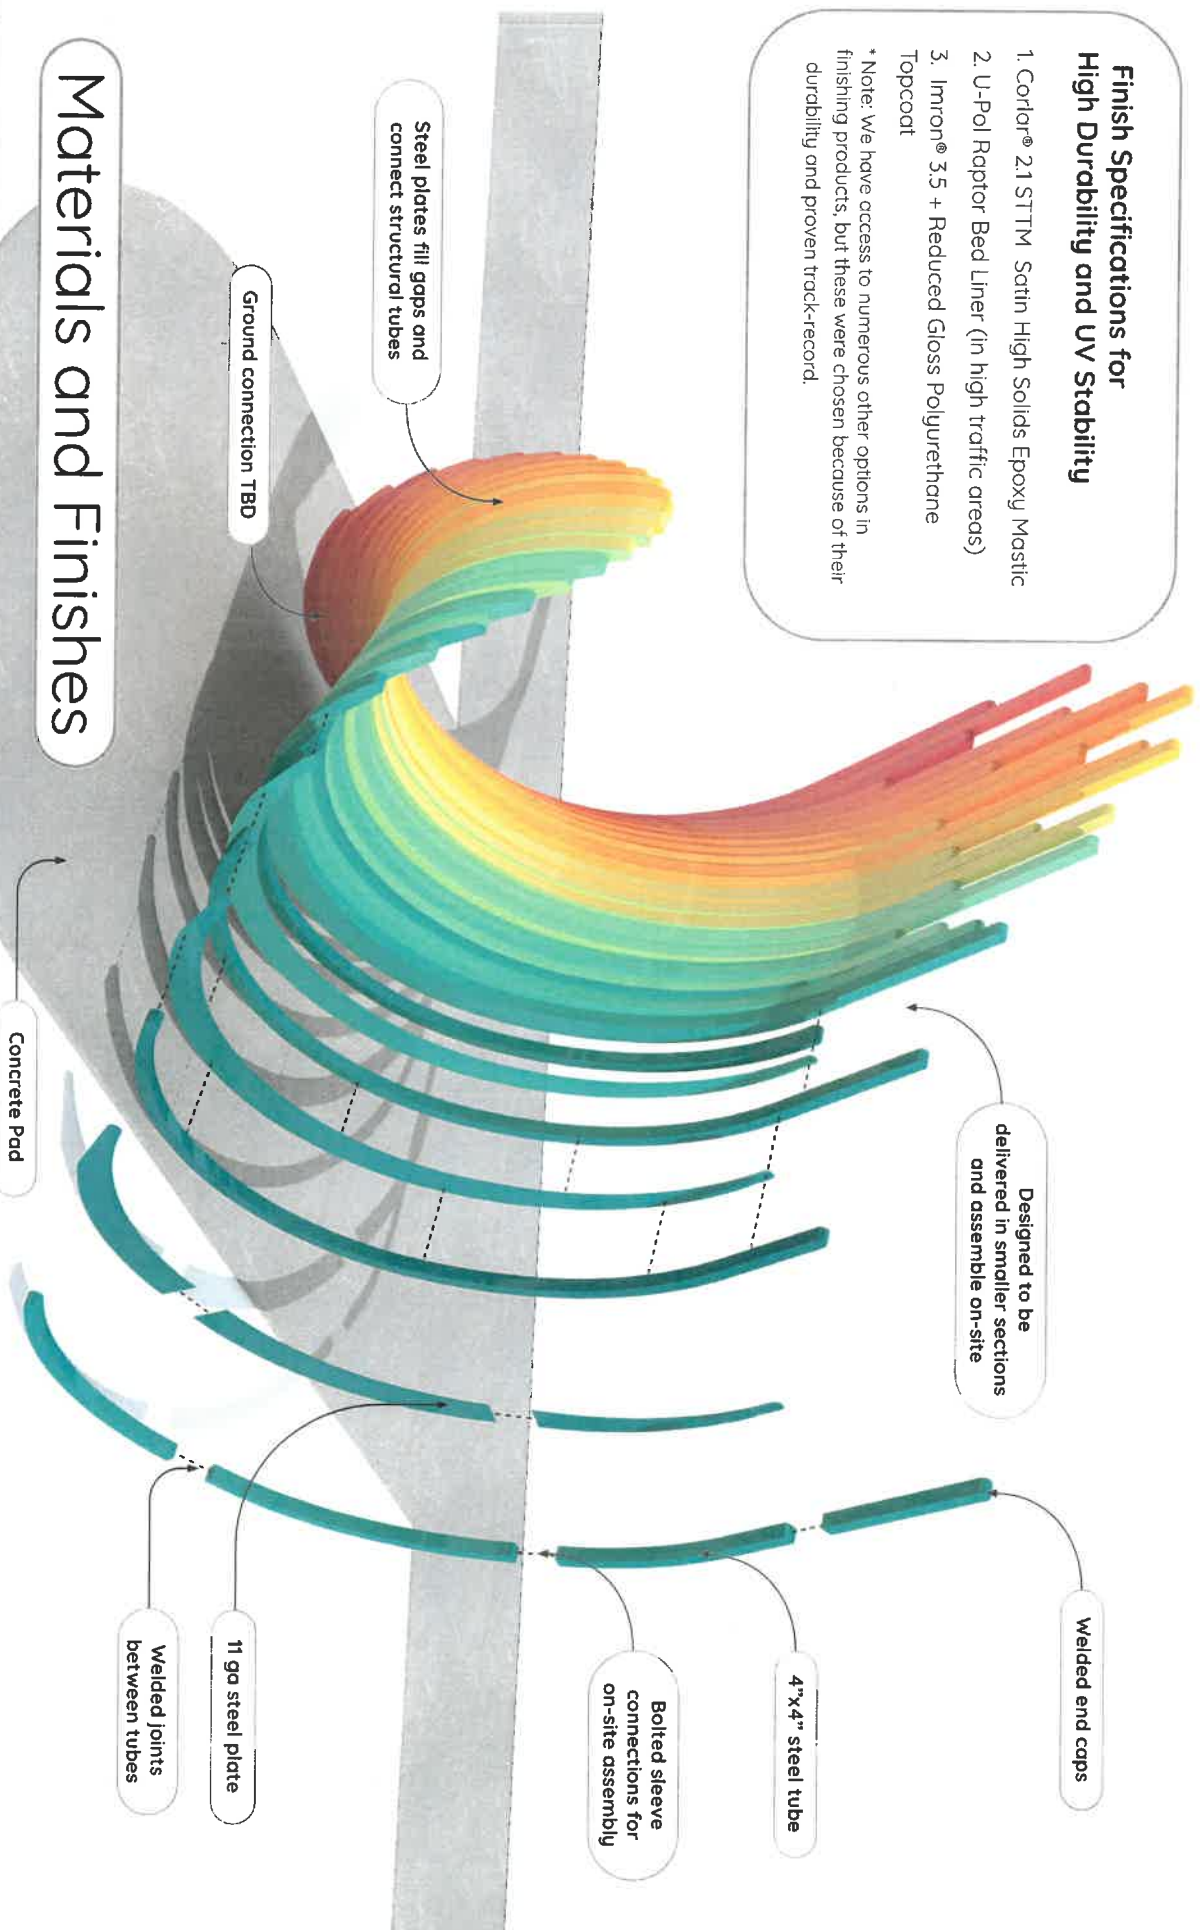 Finish Specifications for
High Durability and UV Stability
1. Corlar® 2.1 STTM Satin High Solids Epoxy Mastic
2. U-Pol Raptor Bed Liner (in high traffic areas)
3. Imron® 3.5 + Reduced Gloss Polyurethane
Topcoat
* Note: We have access to numerous other options in
finishing products, but these were chosen because of their
durability and proven track-record.
Designed to be
delivered in smaller sections
and assemble on-site
Welded end caps
4"x4" steel tube
Bolted sleeve
connections for
on-site assembly
Steel plates fill gaps and
connect structural tubes
Ground connection TBD
11 ga steel plate
Welded joints
between tubes
Concrete Pad
Materials and Finishes